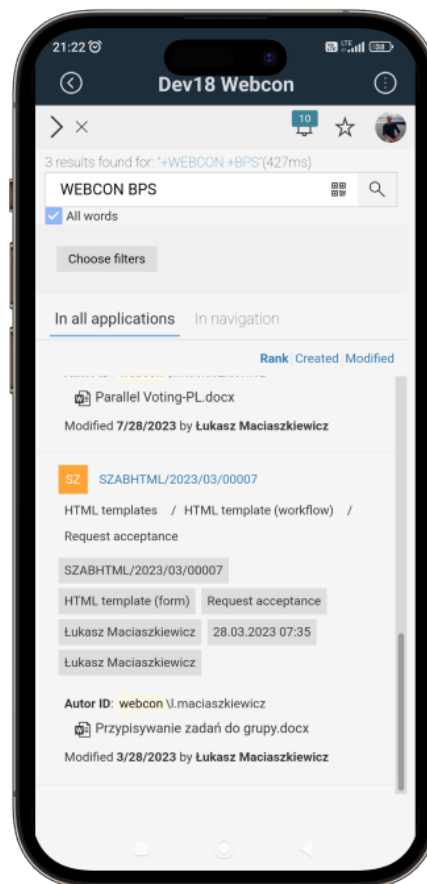 21:22
LTE
38
Dev18 Webcon
10
3 results found for: "+WEBCON +BPS"(427ms)
WEBCON BPS
All words
Choose filters
In all applications In navigation
Rank Created Modified
Parallel Voting-PL.docx
Modified 7/28/2023 by Łukasz Maciaszkiewicz
SZ SZABHTML/2023/03/00007
HTML templates / HTML template (workflow) /
Request acceptance
SZABHTML/2023/03/00007
HTML template (form) Request acceptance
Łukasz Maciaszkiewicz 28.03.2023 07:35
Łukasz Maciaszkiewicz
Autor ID: webcon \l.maciaszkiewicz
Przypisywanie zadań do grupy.docx
Modified 3/28/2023 by Łukasz Maciaszkiewicz